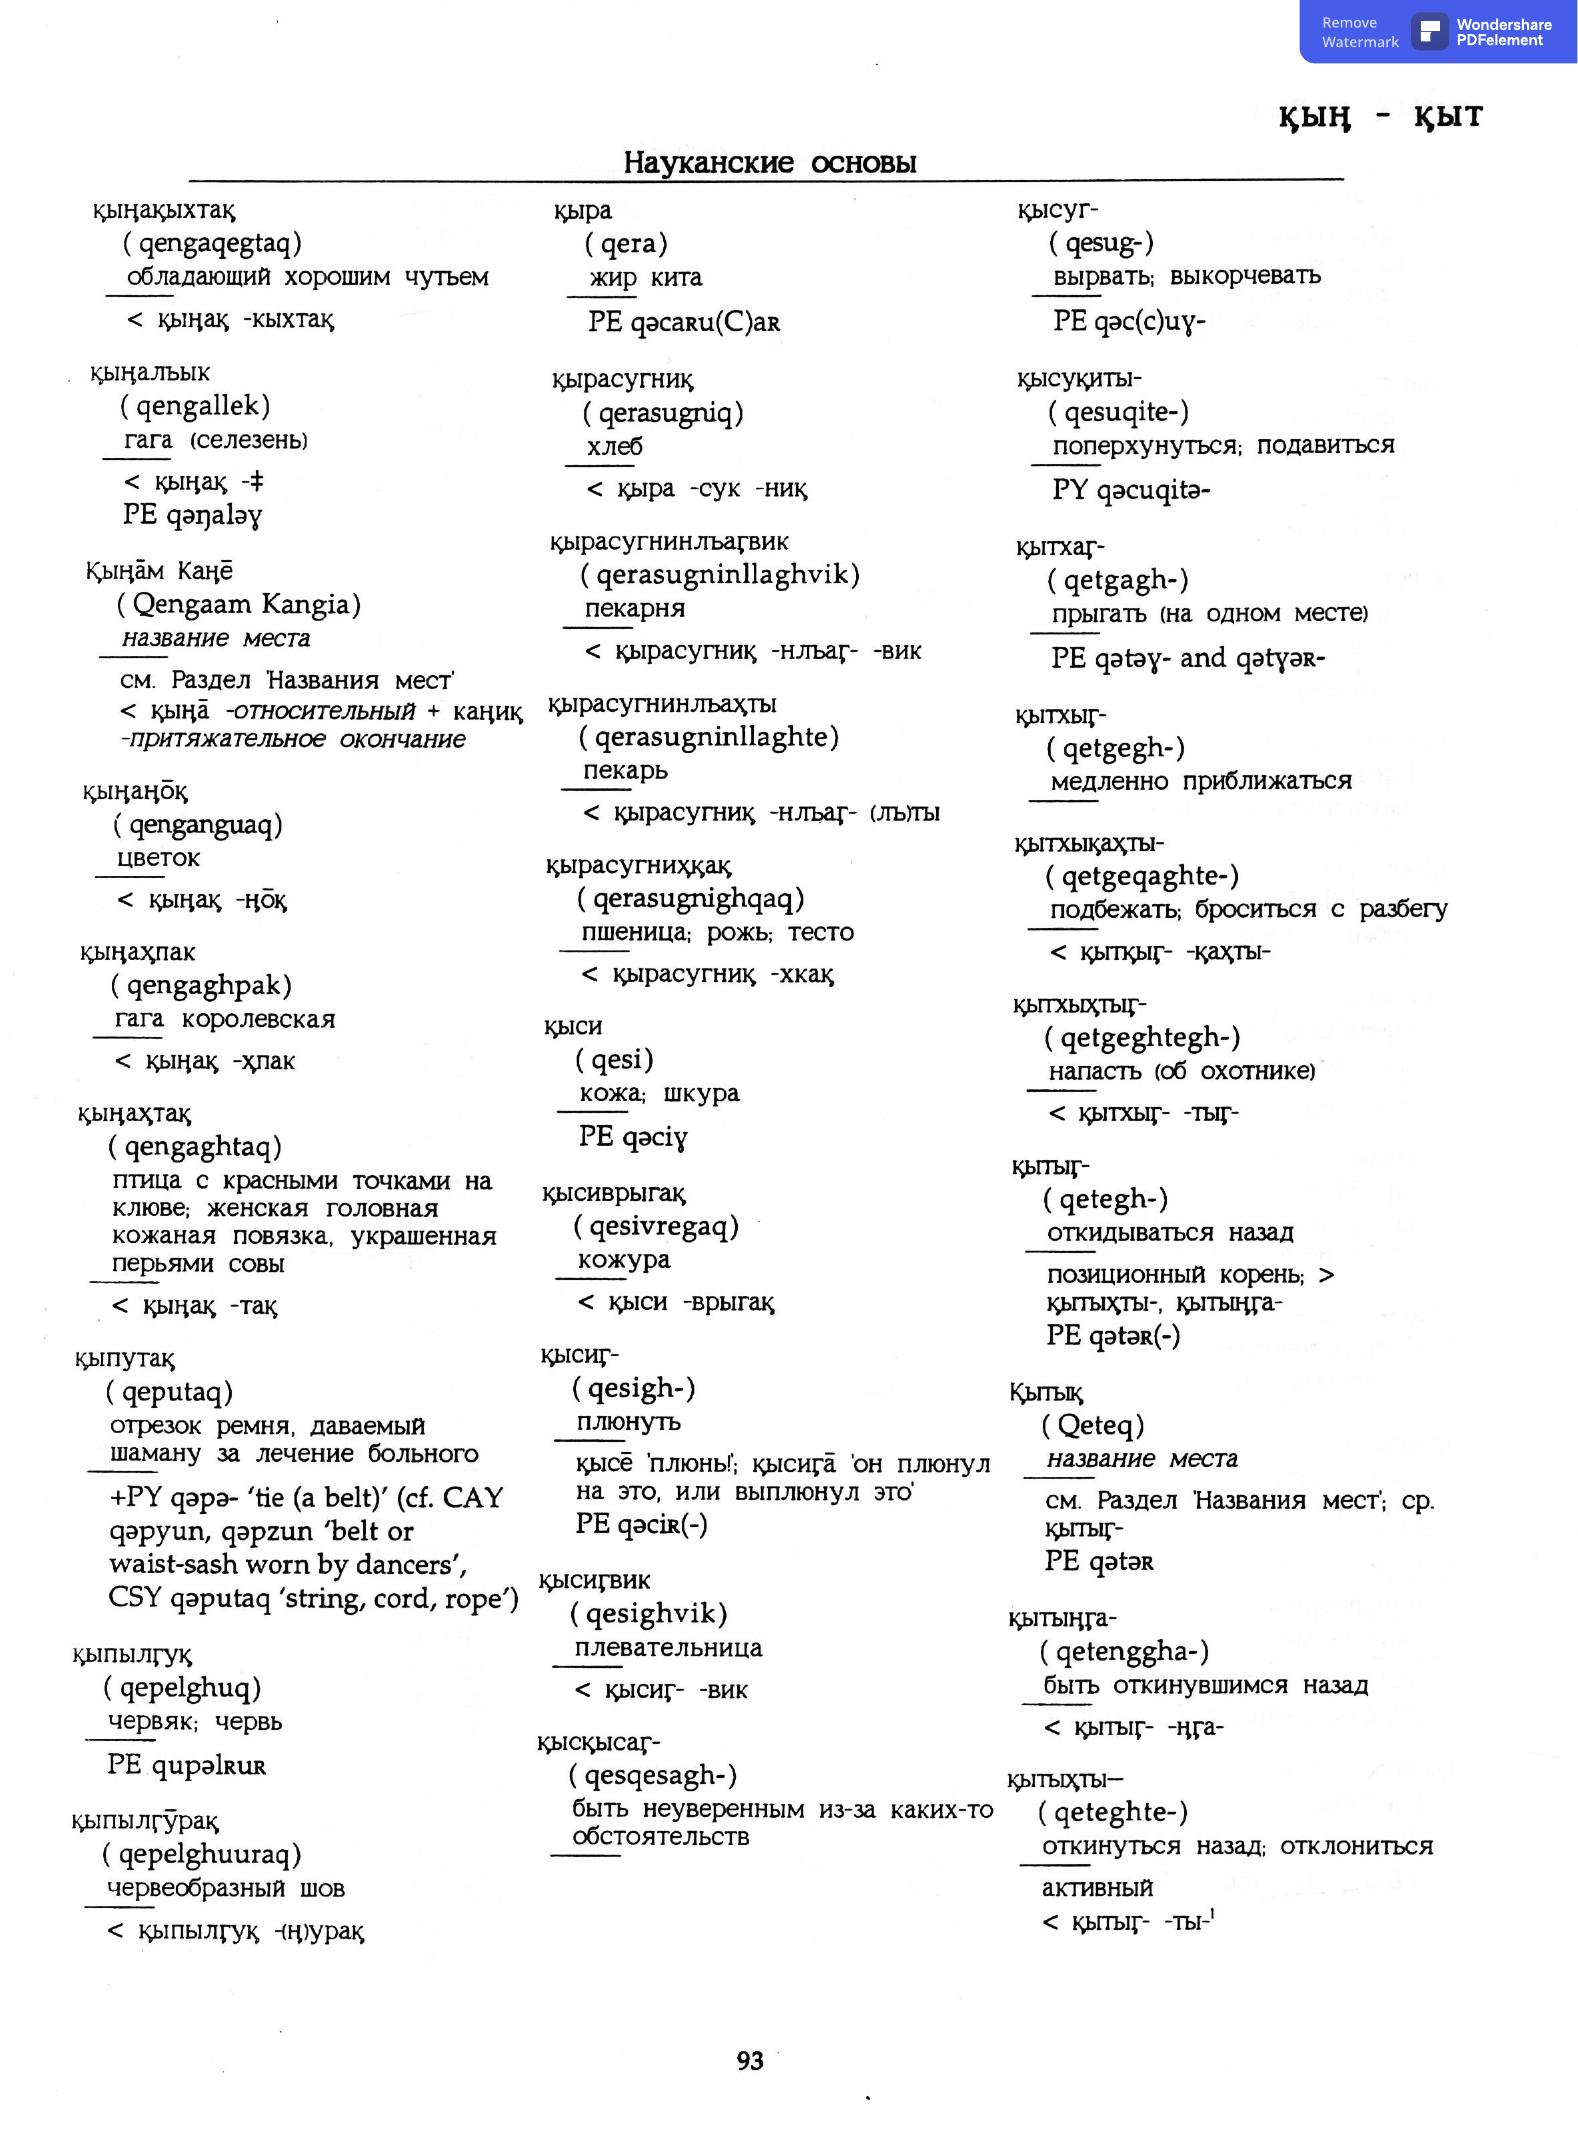 Remove
Watermark
Wondershare
PDFelement
қың - қыт
Науканские основы
қыңақыхтақ
( qengaqegtaq)
обладающий хорошим чутьем
< қыңақ -кыхтақ
қыңалъык
( qengallek)
гага (селезень)
< қыңақ -‡
PE qəŋaləɣ
Қыңāм Каңē
( Qengaam Kangia)
название места
см. Раздел 'Названия мест'
< қыңā -относительный + каңиқ
-притяжательное окончание
қыңаңōқ
( qenganguaq)
цветок
< қыңақ -ңōқ
қыңаҳпак
( qengaghpak)
гага королевская
< қыңақ -ҳпак
қыңаҳтақ
( qengaghtaq)
птица с красными точками на
клюве; женская головная
кожаная повязка, украшенная
перьями совы
< қыңақ -тақ
қыпутақ
( qeputaq)
отрезок ремня, даваемый
шаману за лечение больного
+PY qəpə- 'tie (a belt)' (cf. CAY
qəpyun, qəpzun 'belt or
waist-sash worn by dancers',
CSY qəputaq 'string, cord, rope')
қыпылӷуқ
( qepelghuq)
червяк; червь
PE qupəlʀuʀ
қыпылӷӯрақ
( qepelghuuraq)
червеобразный шов
< қыпылӷуқ -(ң)урақ
қыра
( qera)
жир кита
PE qəcaʀu(C)aʀ
қырасугниқ
( qerasugniq)
хлеб
< қыра -сук -ниқ
қырасугнинлъаӷвик
( qerasugninllaghvik)
пекарня
< қырасугниқ -нлъаӷ- -вик
қырасугнинлъаҳты
( qerasugninllaghte)
пекарь
< қырасугниқ -нлъаӷ- (лъ)ты
қырасугниҳқақ
( qerasugnighqaq)
пшеница; рожь; тесто
< қырасугниқ -хкақ
қыси
( qesi)
кожа; шкура
PE qəciɣ
қысиврыгақ
( qesivregaq)
кожура
< қыси -врыгақ
қысиӷ-
( qesigh-)
плюнуть
қысē 'плюнь!'; қысиӷā 'он плюнул
на это, или выплюнул это'
PE qəciʀ(-)
қысиӷвик
( qesighvik)
плевательница
< қысиӷ- -вик
қысқысаӷ-
( qesqesagh-)
быть неуверенным из-за каких-то
обстоятельств
қысуг-
( qesug-)
вырвать; выкорчевать
PE qəc(c)uɣ-
қысуқиты-
( qesuqite-)
поперхунуться; подавиться
PY qəcuqitə-
қытхаӷ-
( qetgagh-)
прыгать (на одном месте)
PE qətəɣ- and qətɣəʀ-
қытхыӷ-
( qetgegh-)
медленно приближаться
қытхықаҳты-
( qetgeqaghte-)
подбежать; броситься с разбегу
< қытқыӷ- -қаҳты-
қытхыҳтыӷ-
( qetgeghtegh-)
напасть (об охотнике)
< қытхыӷ- -тыӷ-
қытыӷ-
( qetegh-)
откидываться назад
позиционный корень; >
қытыҳты-, қытыңӷа-
PE qətəʀ(-)
Қытық
( Qeteq)
название места
см. Раздел 'Названия мест'; ср.
қытыӷ-
PE qətəʀ
қытыңӷа-
( qetenggha-)
быть откинувшимся назад
< қытыӷ- -ңӷа-
қытыҳты—
( qeteghte-)
откинуться назад; отклониться
активный
< қытыӷ- -ты-¹
93